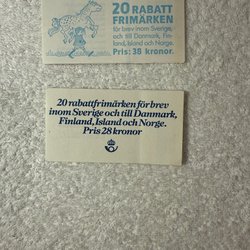 20 RABATT
FRIMÄRKEN
för brev inom Sverige,
och till Danmark, Fin-
land, Island och Norge.
Pris: 38 kronor.
20 rabattfrimärken för brev
inom Sverige och till Danmark,
Finland, Island och Norge.
Pris 28 kronor